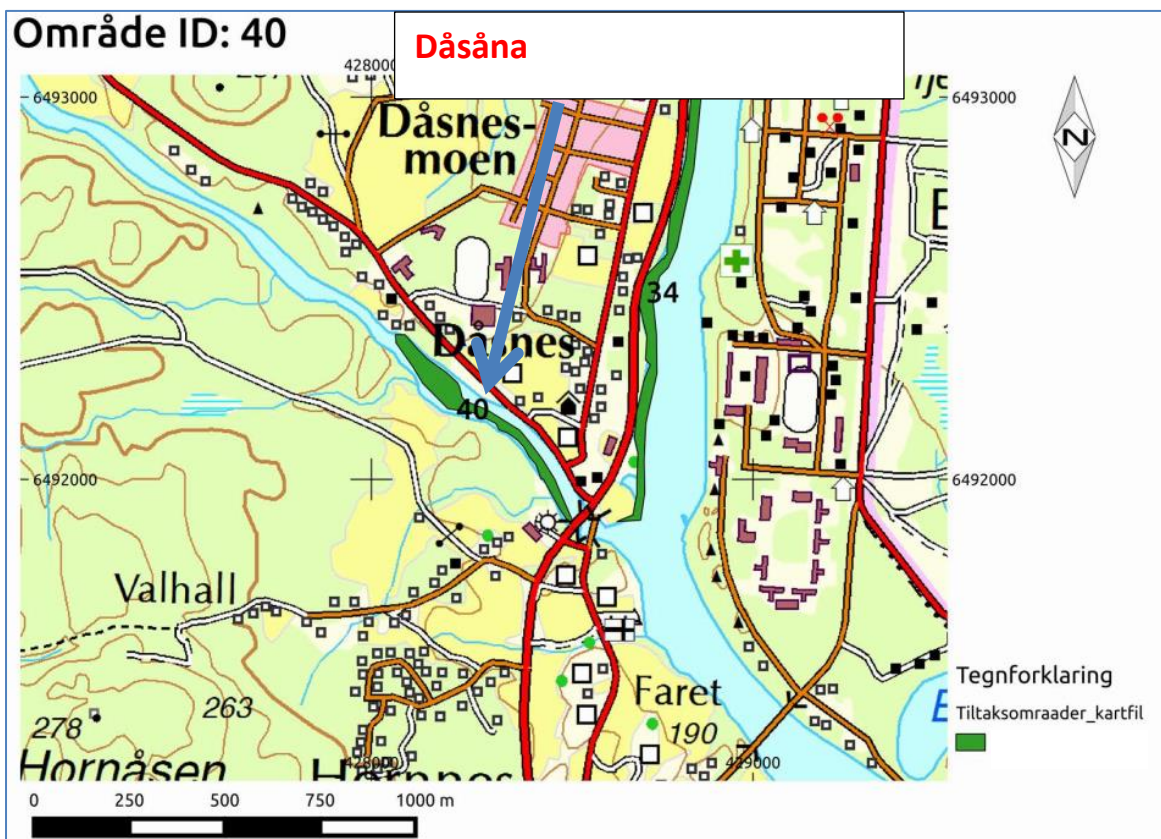 Område ID: 40
Dåsåna
428000
6493000
6493000
Dåsnes-
moen
34
Dåsnes
40
6492000
6492000
Valhall
263
278
Hornåsen
Faret
190
428000
429000
Tegnforklaring
Tiltaksomraader_kartfil
N
0 250 500 750 1000 m